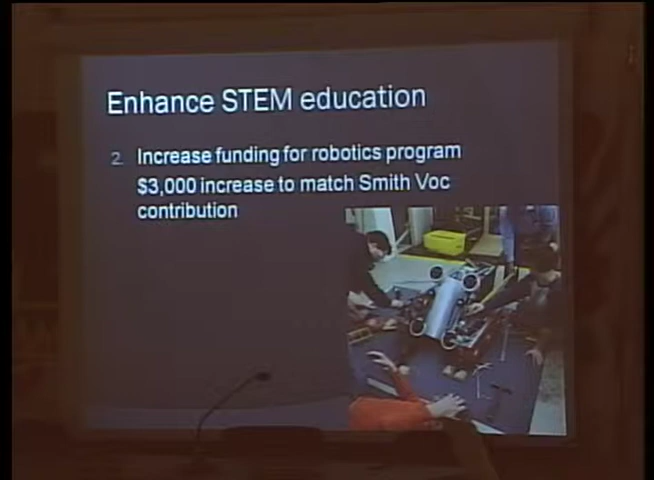 Enhance STEM education
2. Increase funding for robotics program
$3,000 increase to match Smith Voc
contribution